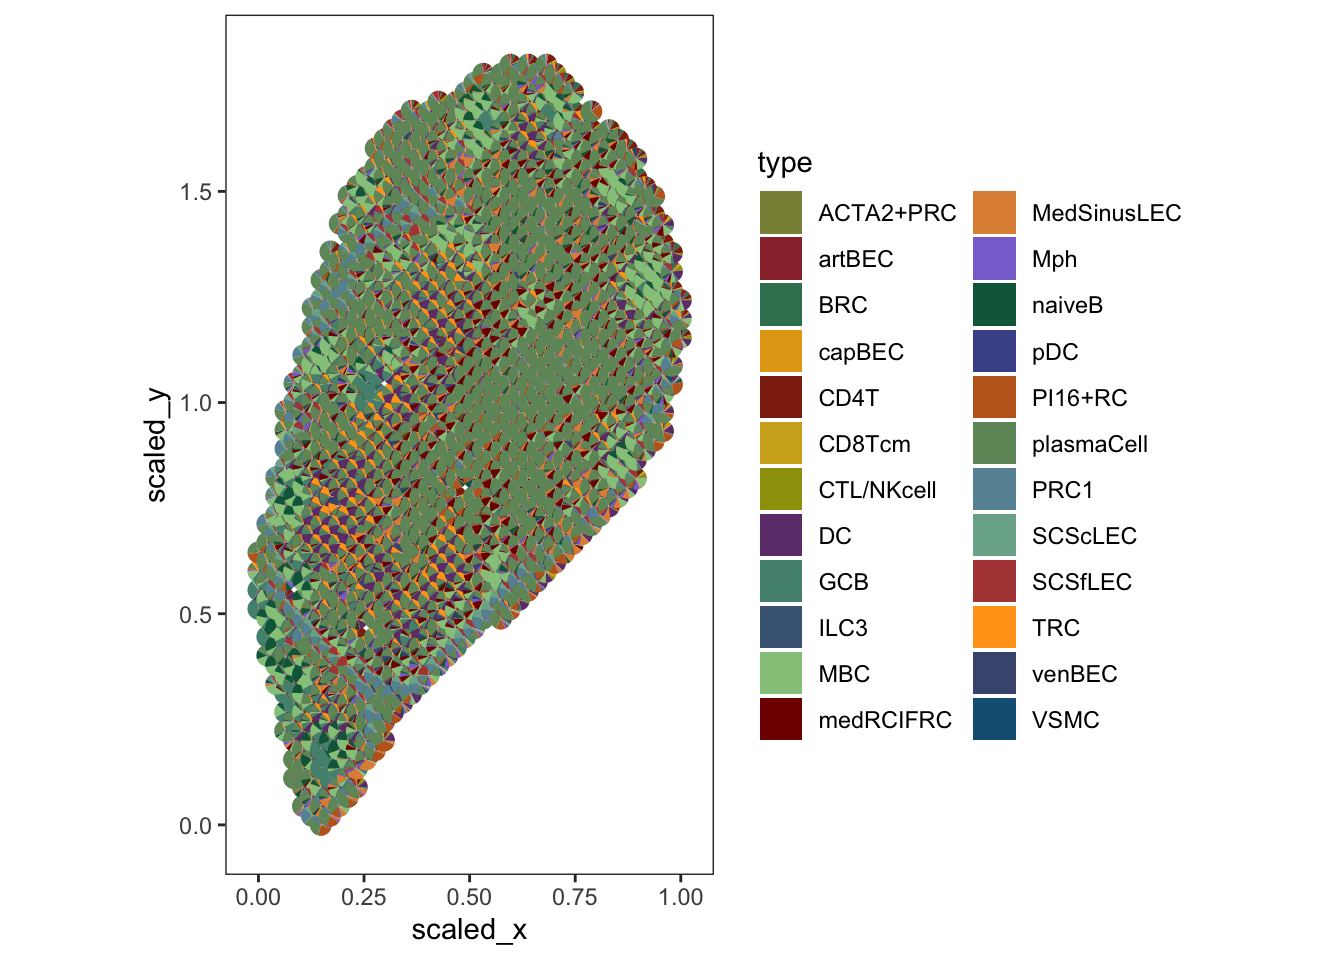 type
ACTA2+PRC
artBEC
BRC
capBEC
CD4T
CD8Tcm
CTL/NKcell
DC
GCB
ILC3
MBC
medRCIFRC
MedSinusLEC
Mph
naiveB
pDC
PI16+RC
plasmaCell
PRC1
SCScLEC
SCSfLEC
TRC
venBEC
VSMC
scaled_y
1.5
1.0
0.5
0.0
0.00 0.25 0.50 0.75 1.00
scaled_x